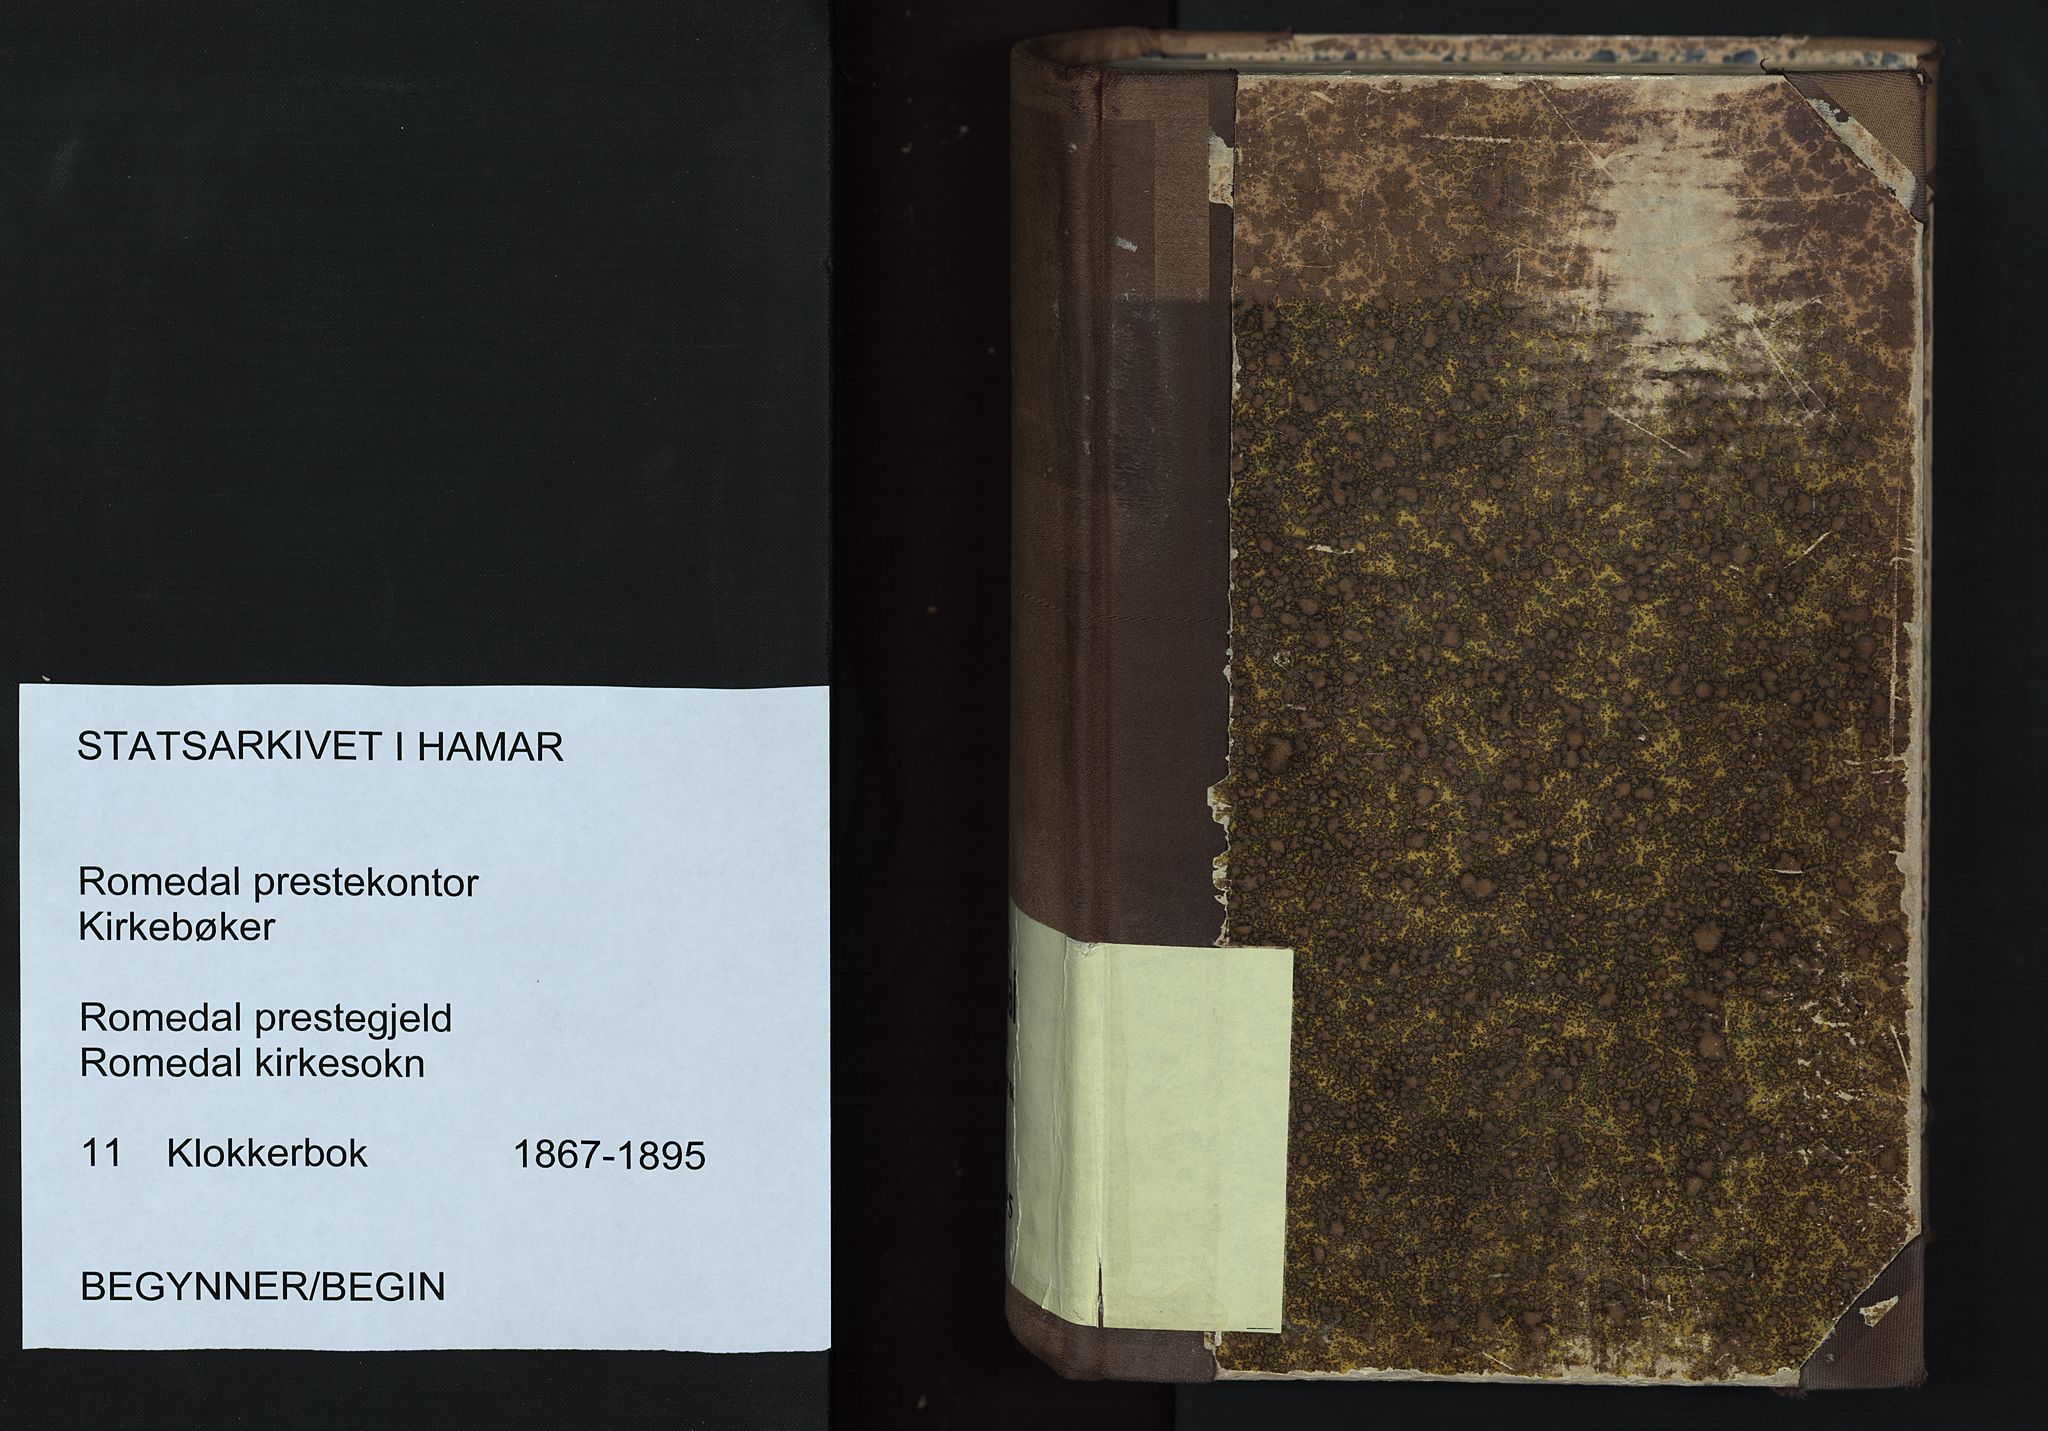 STATSARKIVET I HAMAR
Romedal prestekontor
Kirkebøker
Romedal prestegjeld
Romedal kirkesokn
11 Klokkerbok 1867-1895
BEGYNNER/BEGIN